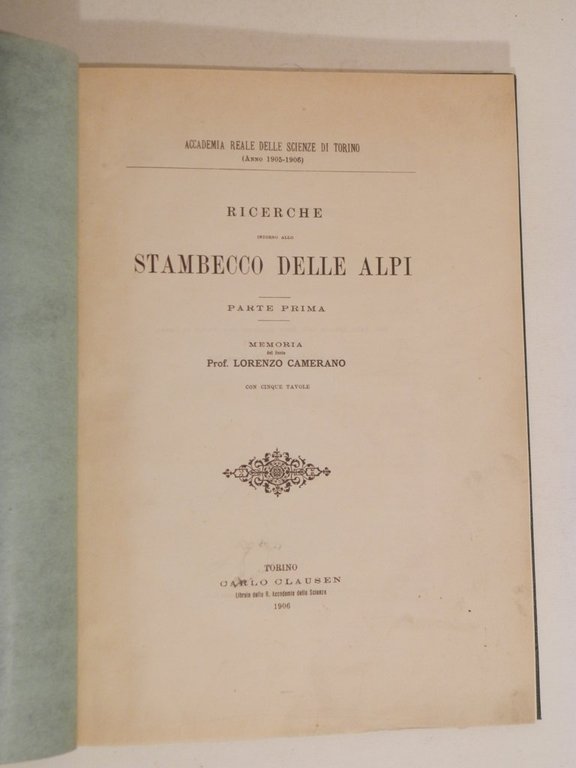 ACCADEMIA REALE DELLE SCIENZE DI TORINO
(ANNO 1905-1906)
RICERCHE
INTORNO ALLO
STAMBECCO DELLE ALPI
PARTE PRIMA
MEMORIA
del Socio
Prof. LORENZO CAMERANO
CON CINQUE TAVOLE
TORINO
CARLO CLAUSEN
Libraio della R. Accademia delle Scienze
1906